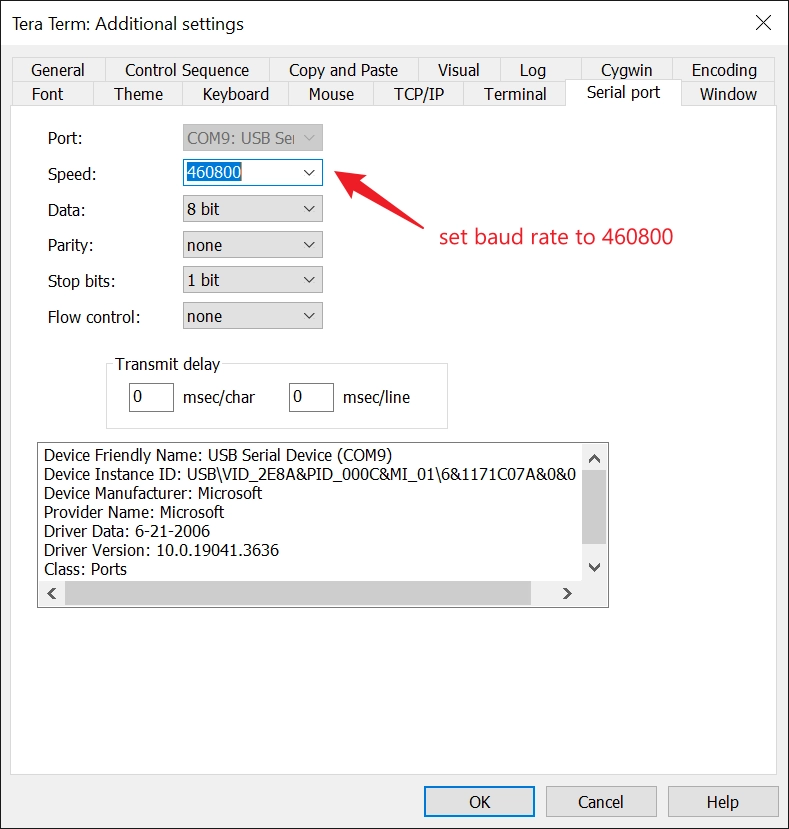 Tera Term: Additional settings
General Control Sequence Copy and Paste Visual Log Cygwin Encoding
Font Theme Keyboard Mouse TCP/IP Terminal Serial port Window
Port: COM9: USB Ser
Speed: 460800
set baud rate to 460800
Data: 8 bit
Parity: none
Stop bits: 1 bit
Flow control: none
Transmit delay
0 msec/char 0 msec/line
Device Friendly Name: USB Serial Device (COM9)
Device Instance ID: USB\VID_2E8A&PID_000C&MI_01\6&1171C07A&0&0
Device Manufacturer: Microsoft
Provider Name: Microsoft
Driver Data: 6-21-2006
Driver Version: 10.0.19041.3636
Class: Ports
OK Cancel Help